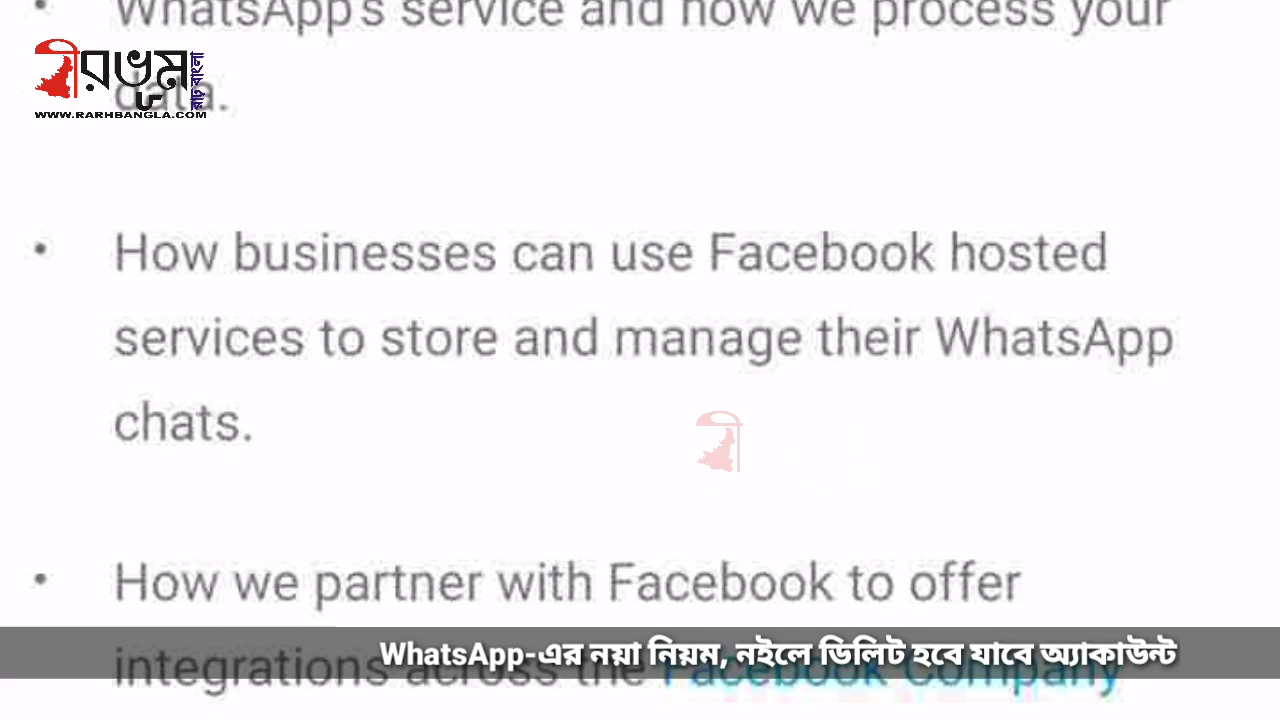 WhatsApp's service and how we process your
বীরভূম
রাঢ় বাংলা
data.
WWW.RARHBANGLA.COM
• How businesses can use Facebook hosted
services to store and manage their WhatsApp
chats.
• How we partner with Facebook to offer
WhatsApp-এর নয়া নিয়ম, নইলে ডিলিট হবে যাবে অ্যাকাউন্ট
integrations across the Facebook Company